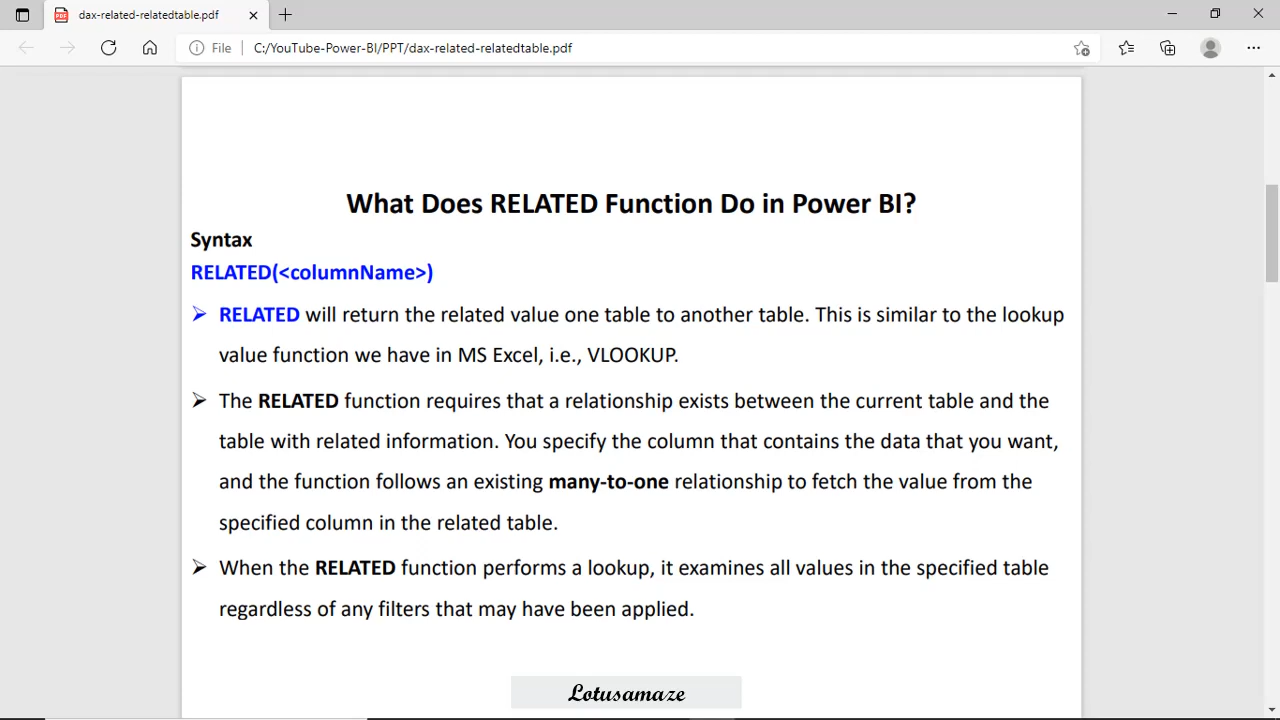 dax-related-relatedtable.pdf
File
C:/YouTube-Power-BI/PPT/dax-related-relatedtable.pdf
What Does RELATED Function Do in Power BI?
Syntax
RELATED(<columnName>)
RELATED will return the related value one table to another table. This is similar to the lookup
value function we have in MS Excel, i.e., VLOOKUP.
The RELATED function requires that a relationship exists between the current table and the
table with related information. You specify the column that contains the data that you want,
and the function follows an existing many-to-one relationship to fetch the value from the
specified column in the related table.
When the RELATED function performs a lookup, it examines all values in the specified table
regardless of any filters that may have been applied.
Lotusamaze